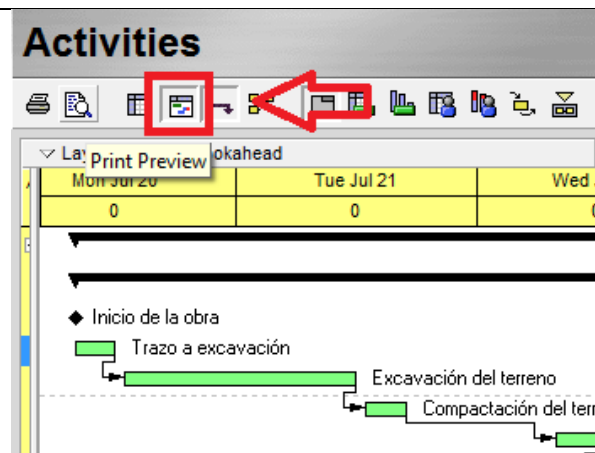 Activities
Print Preview
Mon Jul 20 Tue Jul 21 Wed
0 0
Inicio de la obra
Trazo a excavación
Excavación del terreno
Compactación del